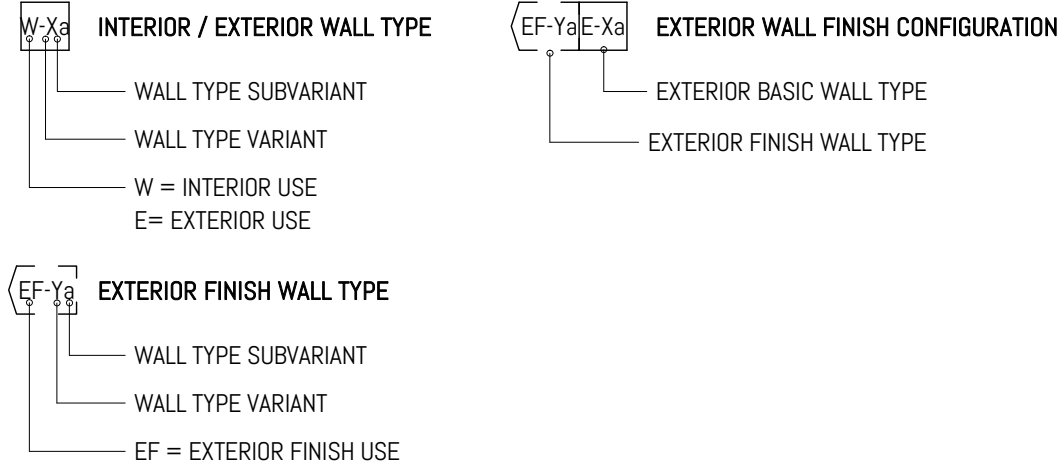 W-Xa INTERIOR / EXTERIOR WALL TYPE
WALL TYPE SUBVARIANT
WALL TYPE VARIANT
W = INTERIOR USE
E= EXTERIOR USE
EF-Ya E-Xa EXTERIOR WALL FINISH CONFIGURATION
EXTERIOR BASIC WALL TYPE
EXTERIOR FINISH WALL TYPE
EF-Ya EXTERIOR FINISH WALL TYPE
WALL TYPE SUBVARIANT
WALL TYPE VARIANT
EF = EXTERIOR FINISH USE